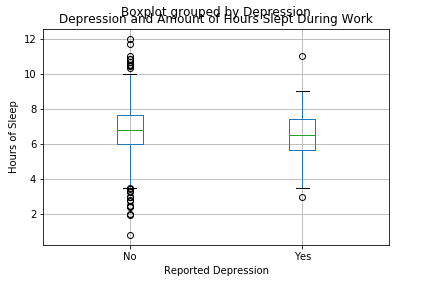 Boxplot grouped by Depression
Depression and Amount of Hours Slept During Work
12
10
8
6
4
2
Hours of Sleep
No
Yes
Reported Depression